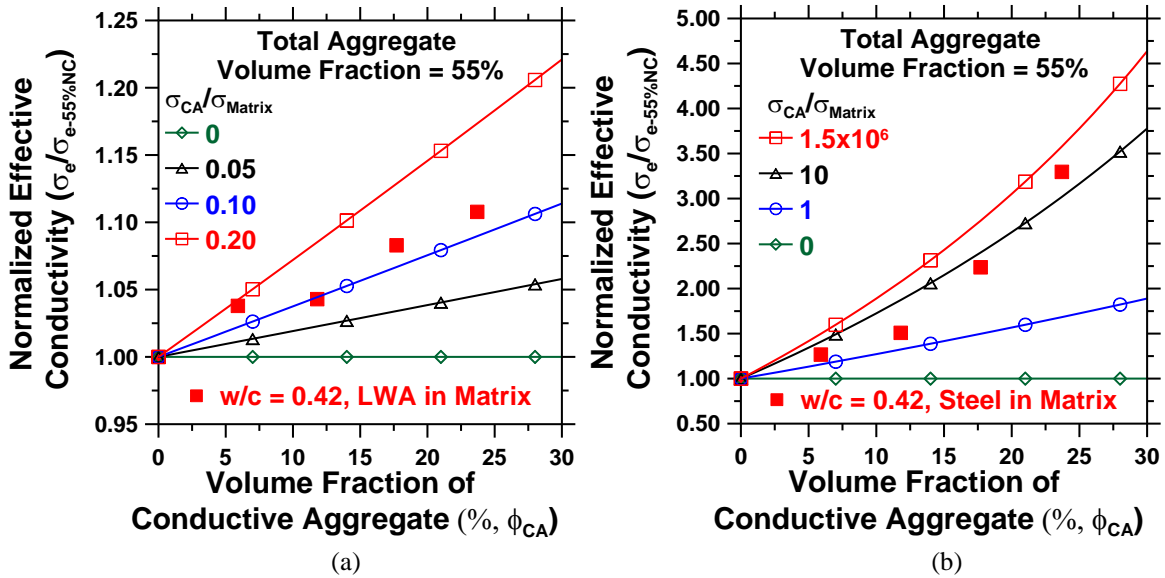 Normalized Effective
Conductivity (σe/σe-55%NC)
1.25
1.20
1.15
1.10
1.05
1.00
0.95
Total Aggregate
Volume Fraction = 55%
σCA/σMatrix
0
0.05
0.10
0.20
w/c = 0.42, LWA in Matrix
0 5 10 15 20 25 30
Volume Fraction of
Conductive Aggregate (%, ϕCA)
(a)
Normalized Effective
Conductivity (σe/σe-55%NC)
5.00
4.50
4.00
3.50
3.00
2.50
2.00
1.50
1.00
0.50
Total Aggregate
Volume Fraction = 55%
σCA/σMatrix
1.5x10⁶
10
1
0
w/c = 0.42, Steel in Matrix
0 5 10 15 20 25 30
Volume Fraction of
Conductive Aggregate (%, ϕCA)
(b)